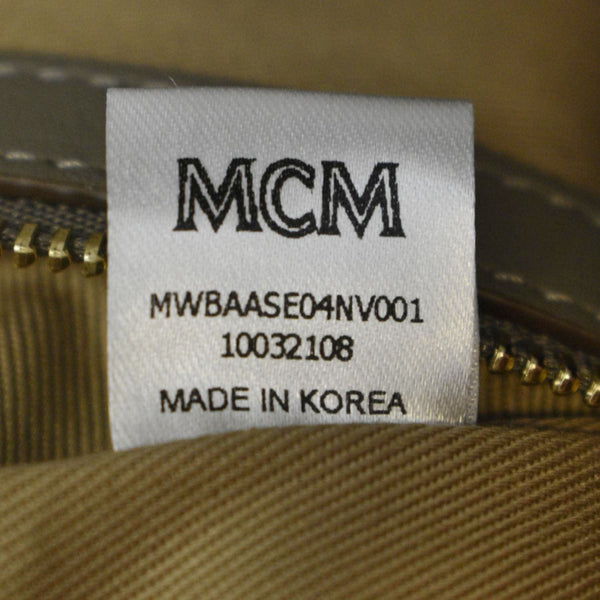 MCM
MWBAASE04NV001
10032108
MADE IN KOREA